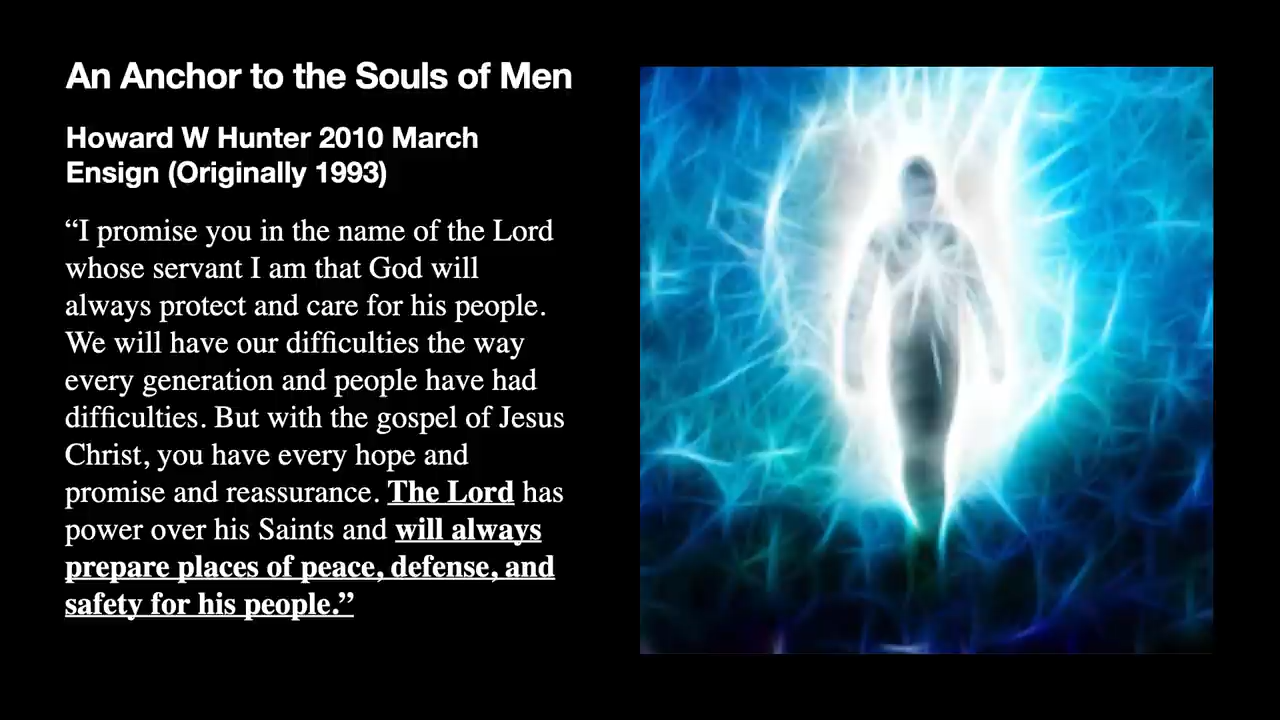 An Anchor to the Souls of Men
Howard W Hunter 2010 March
Ensign (Originally 1993)
“I promise you in the name of the Lord
whose servant I am that God will
always protect and care for his people.
We will have our difficulties the way
every generation and people have had
difficulties. But with the gospel of Jesus
Christ, you have every hope and
promise and reassurance. The Lord has
power over his Saints and will always
prepare places of peace, defense, and
safety for his people.”